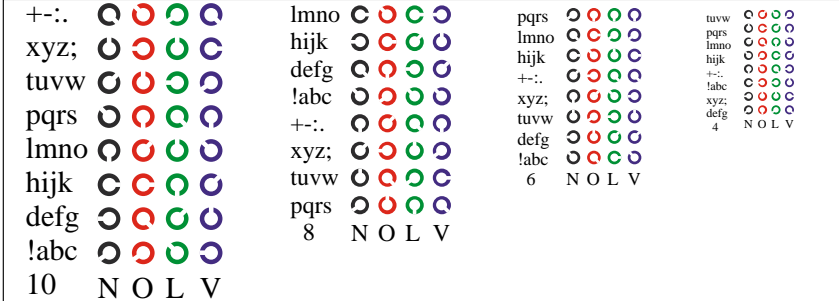 +-:.
xyz;
tuvw
pqrs
lmno
hijk
defg
!abc
10 N O L V
lmno
hijk
defg
!abc
+-:.
xyz;
tuvw
pqrs
8 N O L V
pqrs
lmno
hijk
+-:.
xyz;
tuvw
defg
!abc
6 N O L V
tuvw
pqrs
lmno
hijk
+-:.
!abc
xyz;
defg
4 N O L V